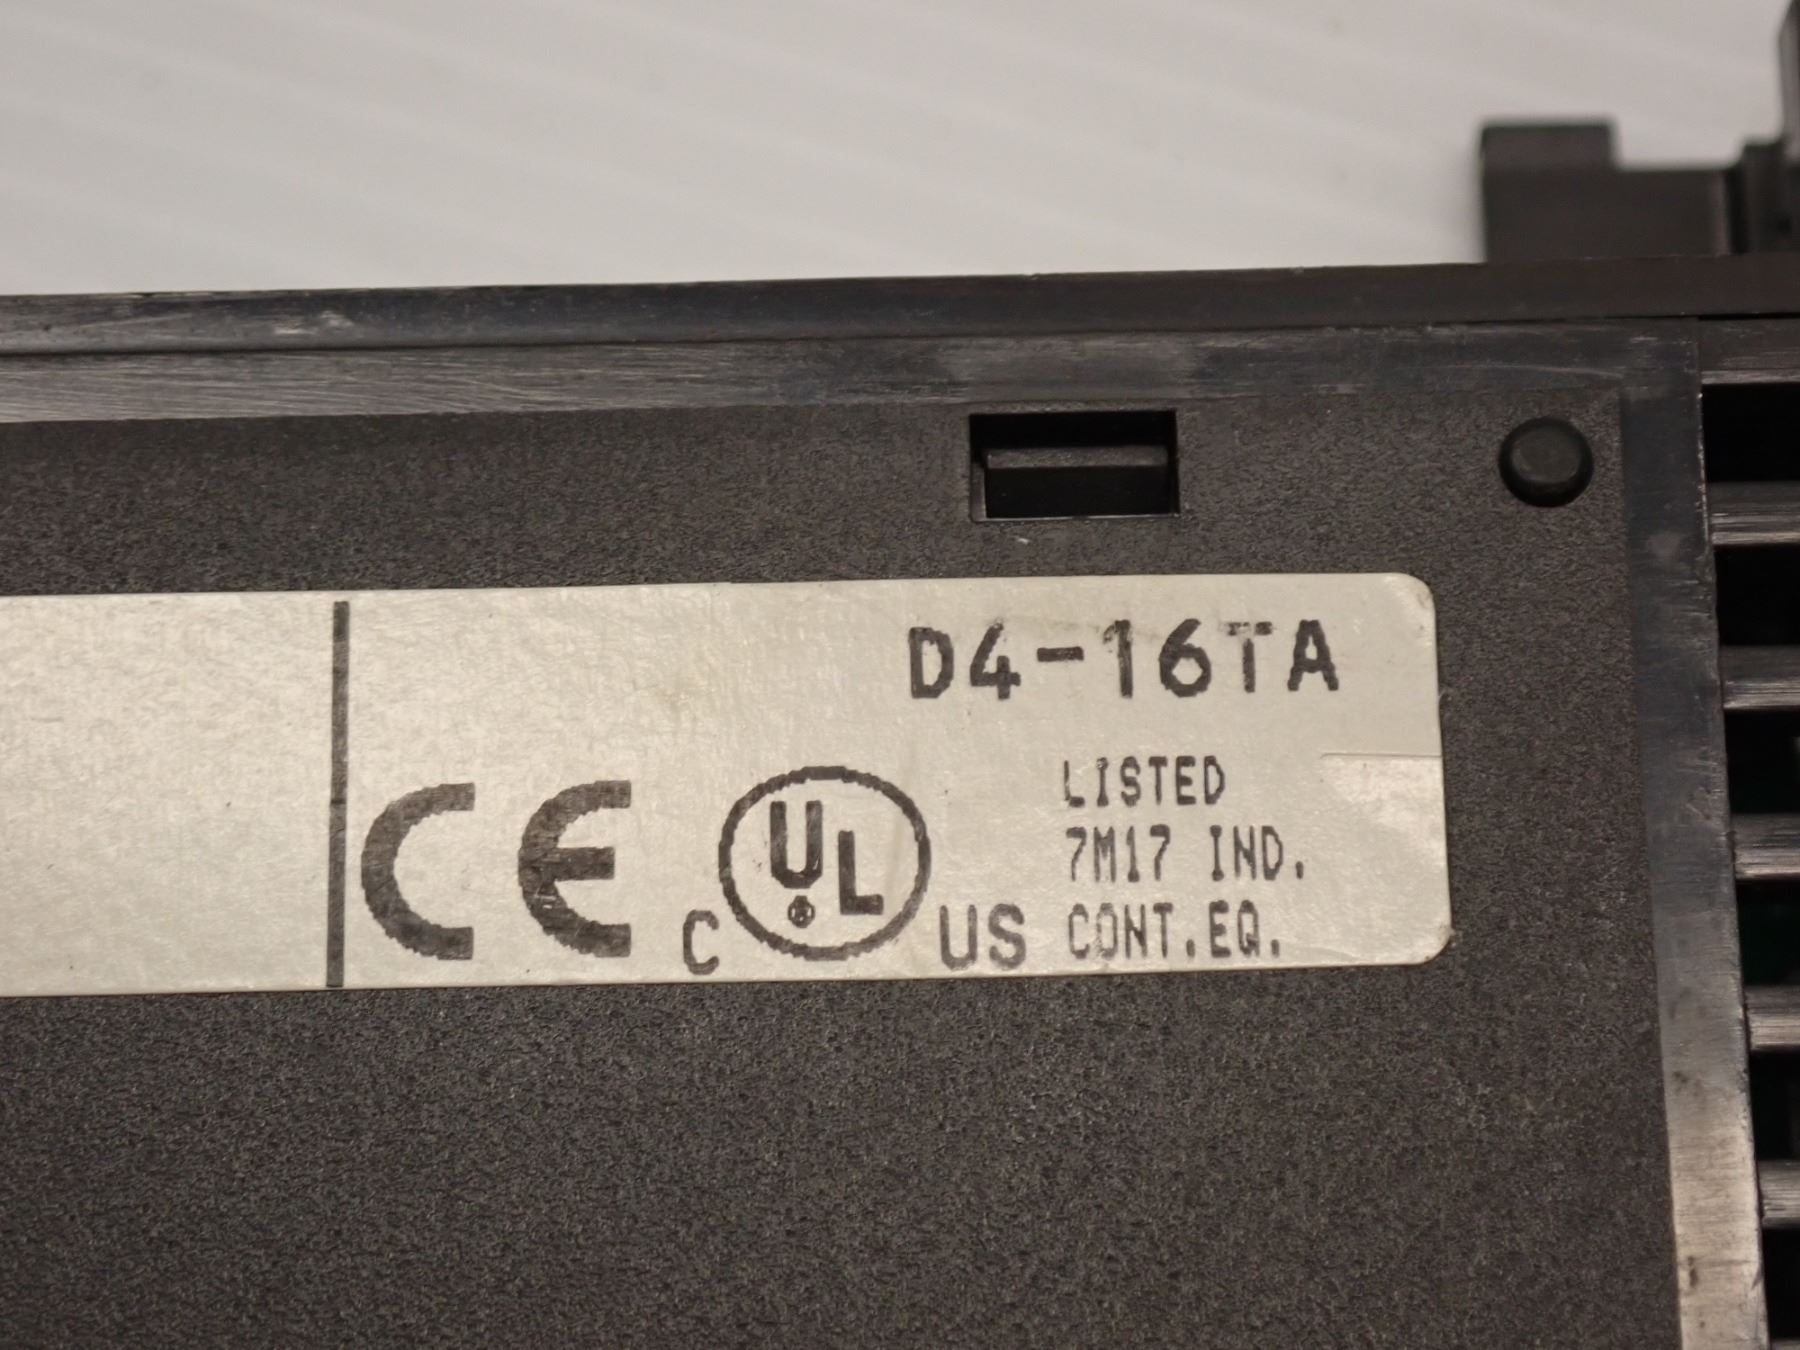 D4-16TA
LISTED
7M17 IND.
CONT.EQ.
CE
C UL ® US